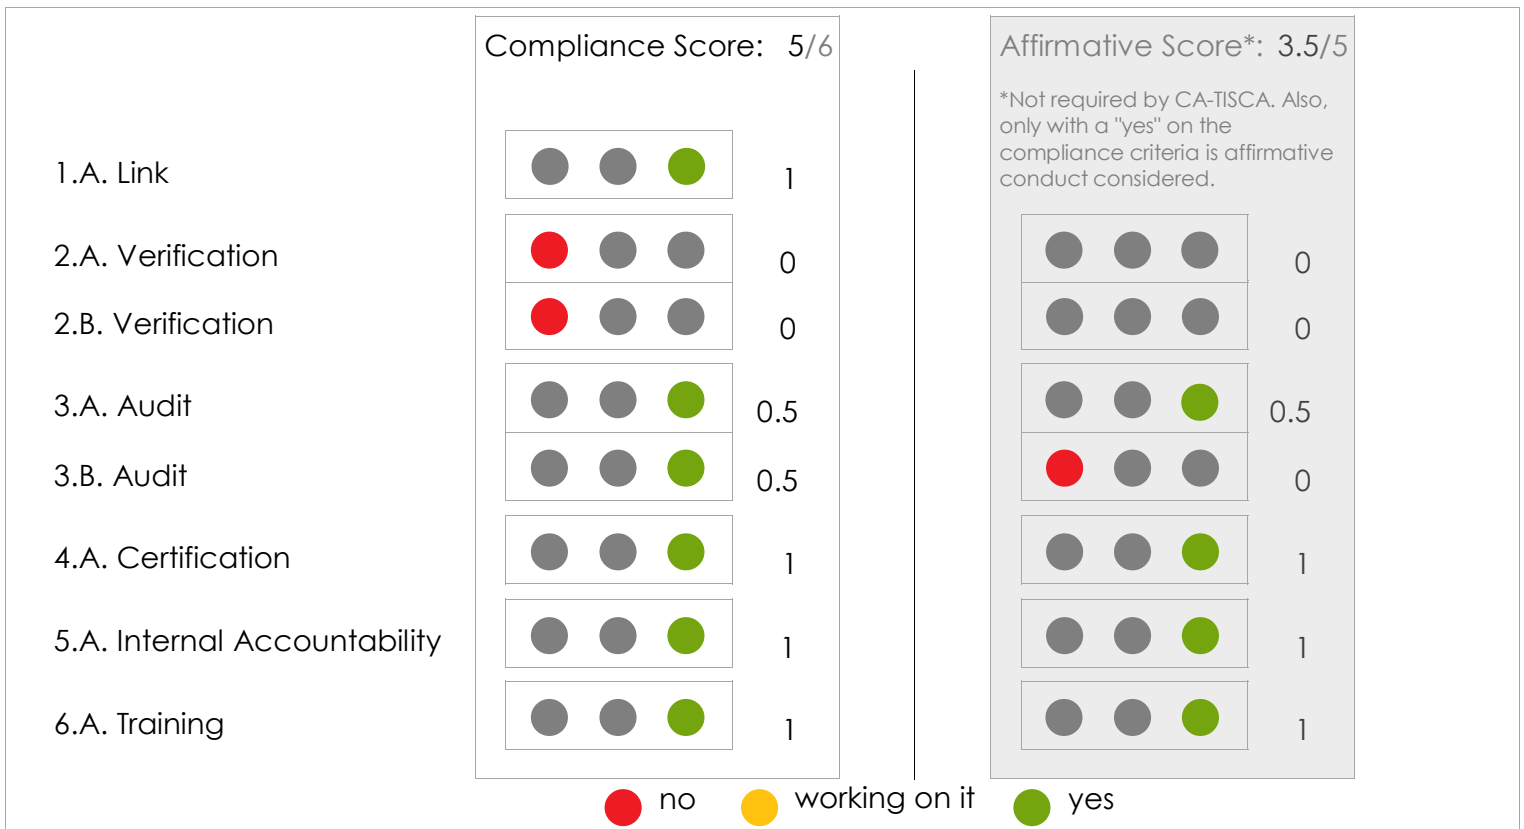 Compliance Score: 5/6
Affirmative Score*: 3.5/5
*Not required by CA-TISCA. Also,
only with a "yes" on the
compliance criteria is affirmative
conduct considered.
1.A. Link 1
2.A. Verification 0 0
2.B. Verification 0 0
3.A. Audit 0.5 0.5
3.B. Audit 0.5 0
4.A. Certification 1 1
5.A. Internal Accountability 1 1
6.A. Training 1 1
no working on it yes